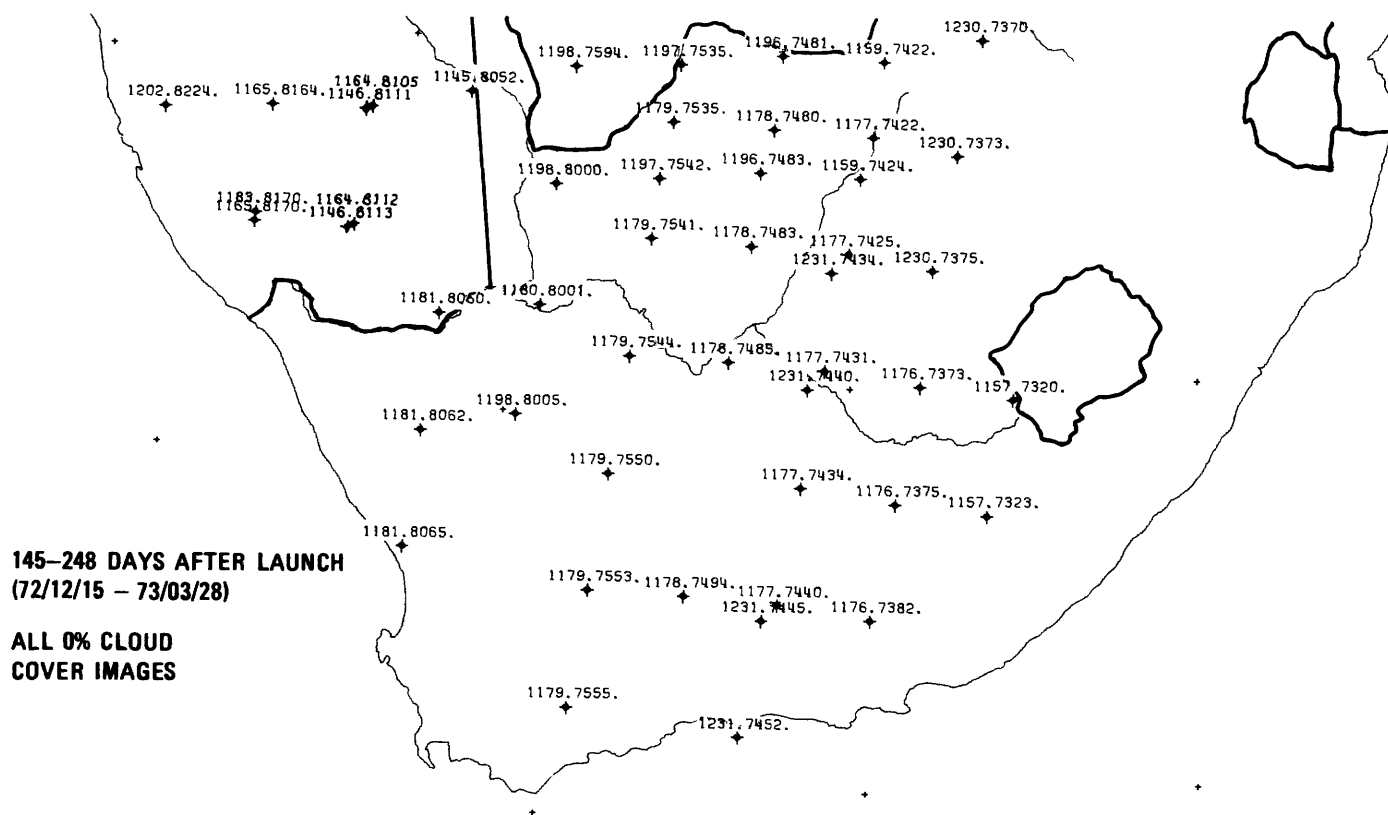 1230.7370.
1198.7594. 1197.7535. 1196.7481. 1159.7422.
1164.8105
1202.8224. 1165.8164. 1146.8111 1145.8052.
1179.7535. 1178.7480. 1177.7422.
1230.7373.
1198.8000. 1197.7542. 1196.7483. 1159.7424.
1183.8170. 1164.8112
1165.8170. 1146.8113
1179.7541. 1178.7483. 1177.7425.
1231.7434. 1230.7375.
1181.8060. 1180.8001.
1179.7544. 1178.7485. 1177.7431.
1231.7440. 1176.7373. 1157.7320.
1181.8062. 1198.8005.
1179.7550. 1177.7434. 1176.7375. 1157.7323.
1181.8065.
145–248 DAYS AFTER LAUNCH
(72/12/15 – 73/03/28)
1179.7553. 1178.7494. 1177.7440.
1231.7445. 1176.7382.
ALL 0% CLOUD
COVER IMAGES
1179.7555.
1231.7452.